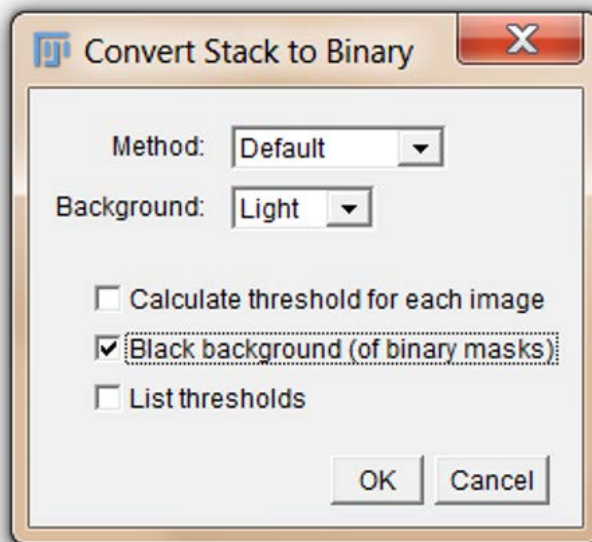 Convert Stack to Binary
Method: Default
Background: Light
Calculate threshold for each image
Black background (of binary masks)
List thresholds
OK Cancel